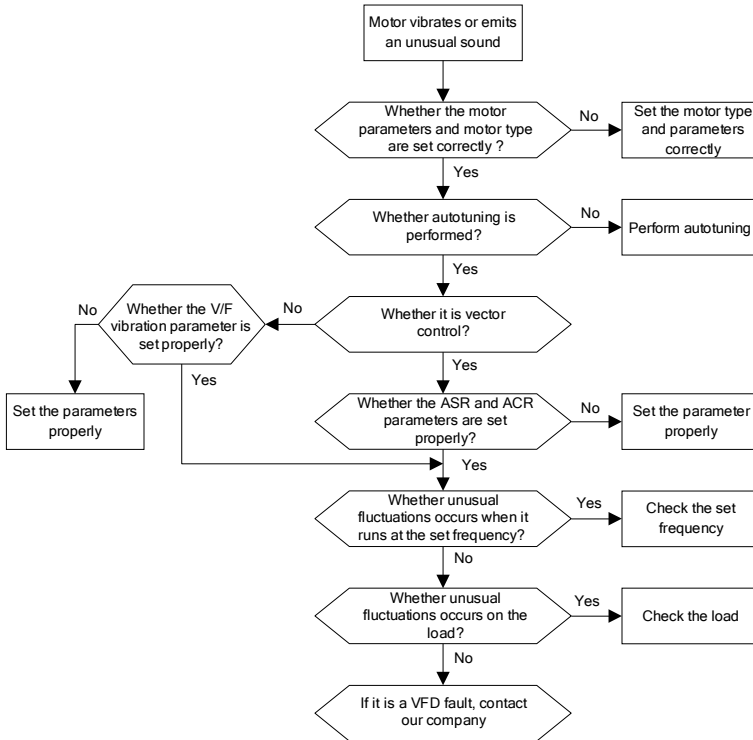 Motor vibrates or emits
an unusual sound
Whether the motor
parameters and motor type
are set correctly ?
No
Set the motor type
and parameters
correctly
Yes
Whether autotuning is
performed?
No
Perform autotuning
Yes
Whether it is vector
control?
No
Whether the V/F
vibration parameter is
set properly?
No
Set the parameters
properly
Yes
Yes
Whether the ASR and ACR
parameters are set
properly?
No
Set the parameter
properly
Yes
Whether unusual
fluctuations occurs when it
runs at the set frequency?
Yes
Check the set
frequency
No
Whether unusual
fluctuations occurs on the
load?
Yes
Check the load
No
If it is a VFD fault, contact
our company